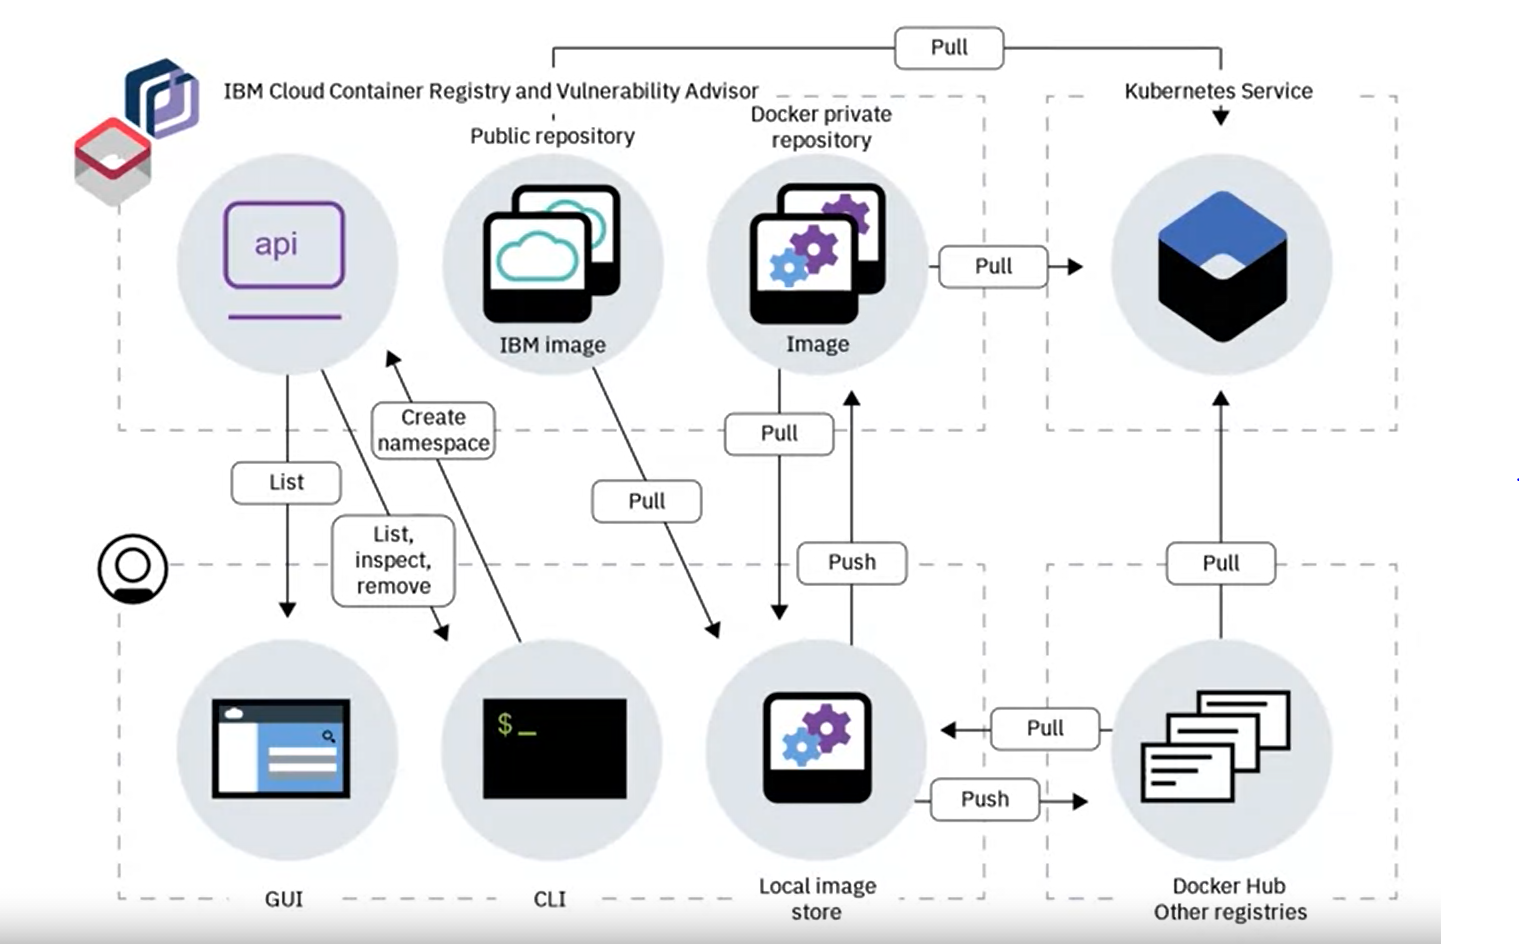 Pull
IBM Cloud Container Registry and Vulnerability Advisor
Kubernetes Service
Public repository
Docker private
repository
api
IBM image
Image
Pull
Create
namespace
Pull
List
Pull
List,
inspect,
remove
Push
Pull
$_
Pull
Push
GUI
CLI
Local image
store
Docker Hub
Other registries